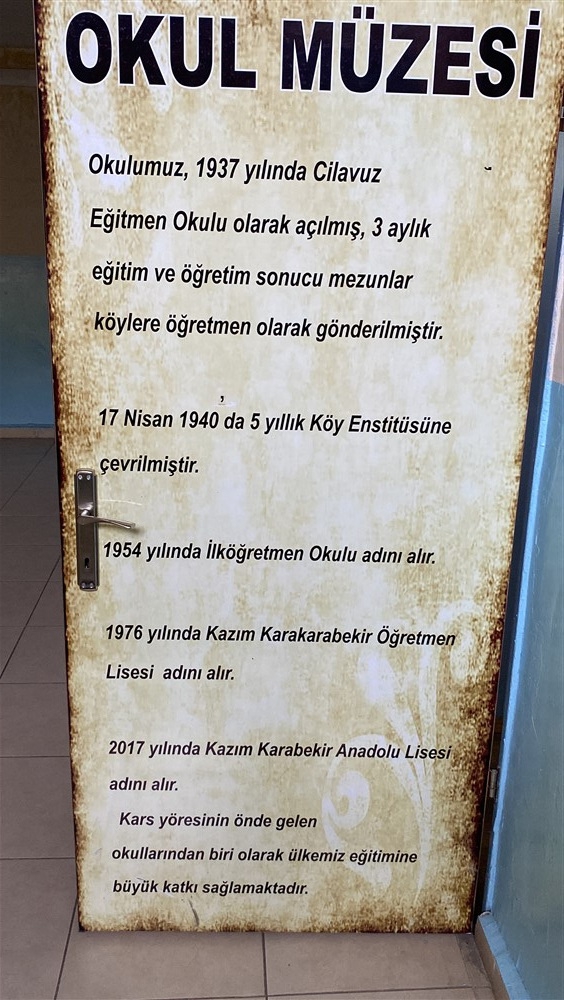 OKUL MÜZESİ
Okulumuz, 1937 yılında Cilavuz
Eğitmen Okulu olarak açılmış, 3 aylık
eğitim ve öğretim sonucu mezunlar
köylere öğretmen olarak gönderilmiştir.
17 Nisan 1940'da 5 yıllık Köy Enstitüsüne
çevrilmiştir.
1954 yılında İlköğretmen Okulu adını alır.
1976 yılında Kazım Karakarabekir Öğretmen
Lisesi adını alır.
2017 yılında Kazım Karabekir Anadolu Lisesi
adını alır.
Kars yöresinin önde gelen
okullarından biri olarak ülkemiz eğitimine
büyük katkı sağlamaktadır.